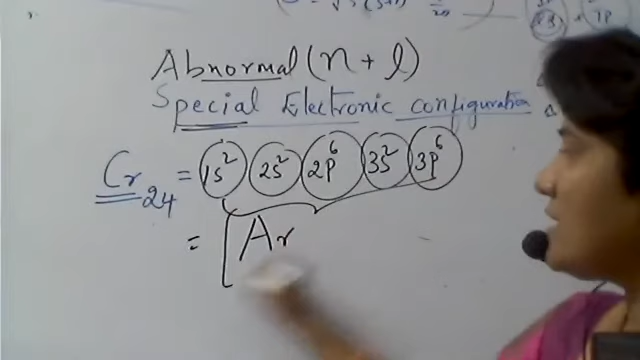 Abnormal (n + l)
Special Electronic configuration
Cr₂₄ = 1s² 2s² 2p⁶ 3s² 3p⁶
= [Ar